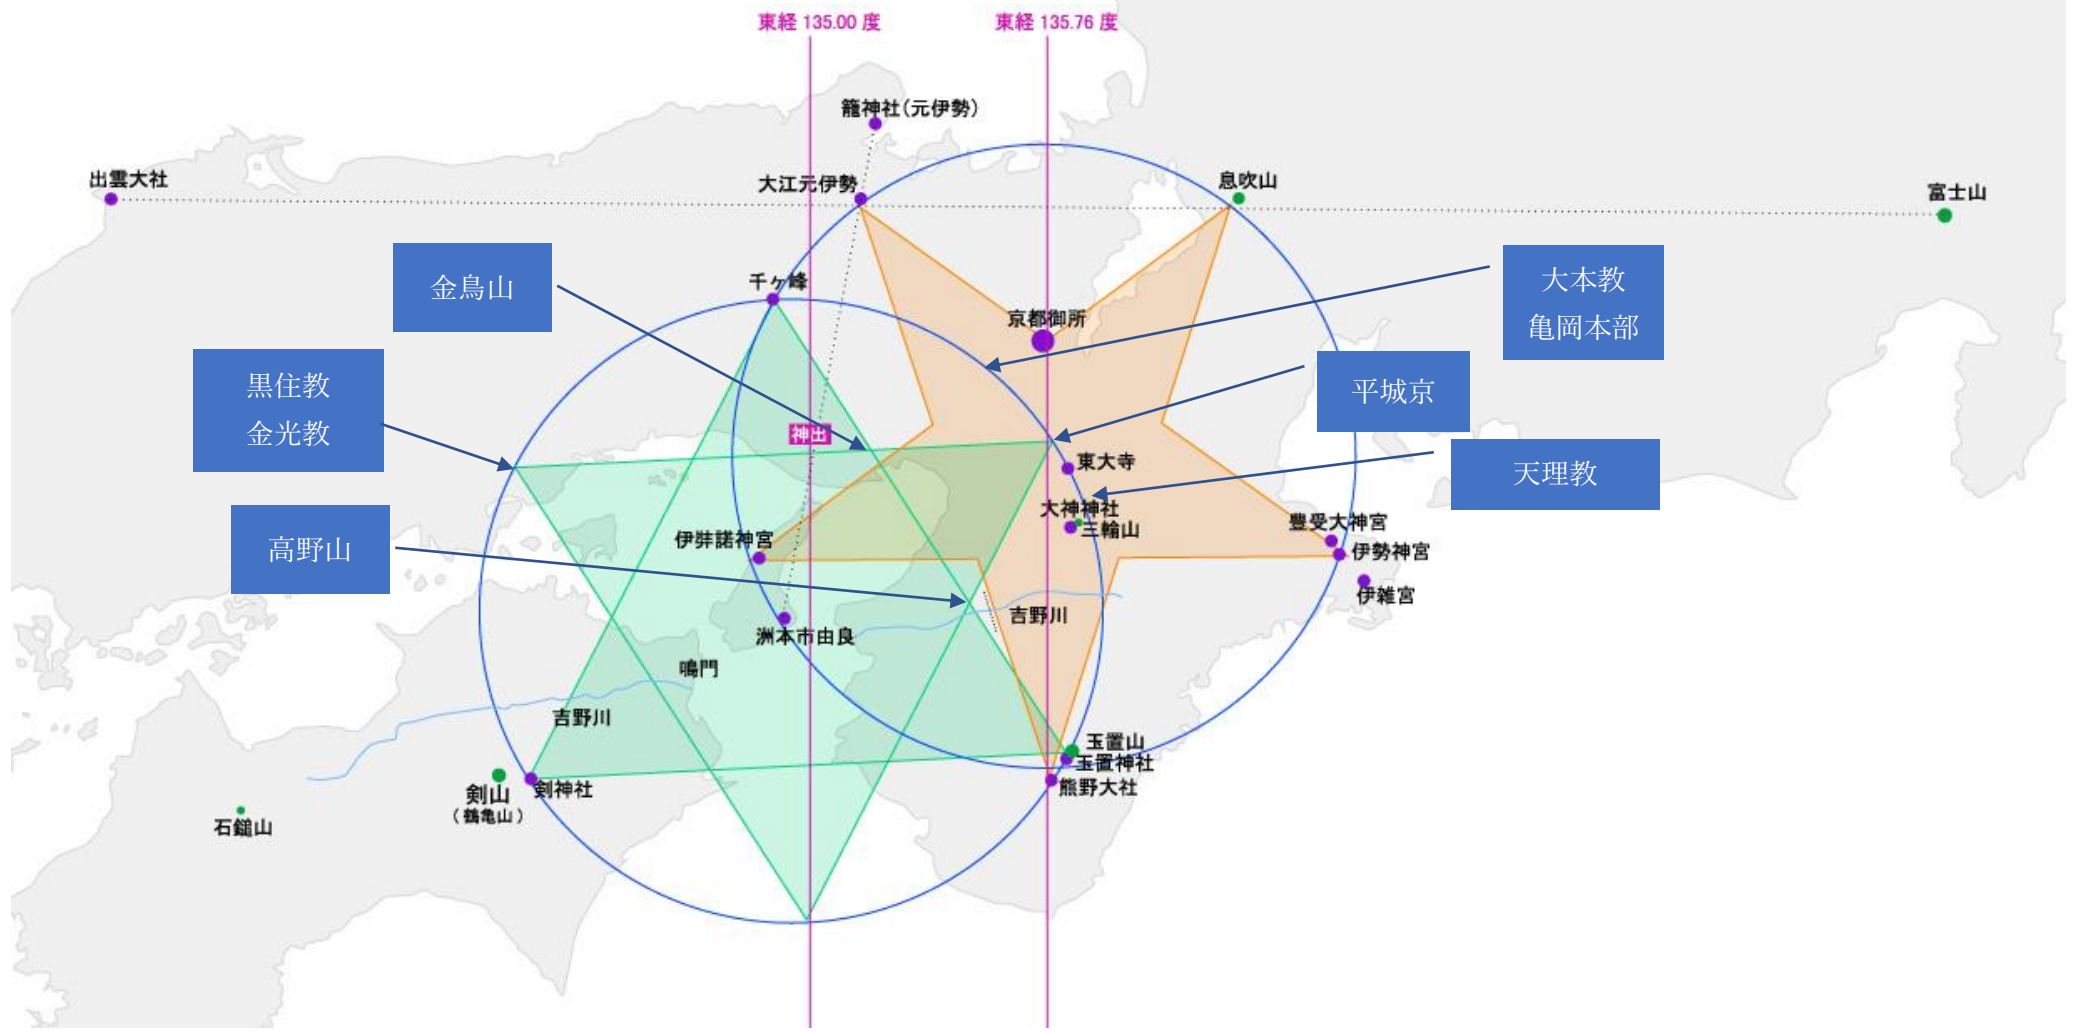 東経 135.00 度
東経 135.76 度
籠神社(元伊勢)
出雲大社
大江元伊勢
息吹山
富士山
千ヶ峰
金鳥山
大本教
亀岡本部
京都御所
黒住教
金光教
平城京
神出
東大寺
天理教
大神神社
三輪山
高野山
伊弉諾神宮
豊受大神宮
伊勢神宮
伊雑宮
吉野川
洲本市由良
鳴門
吉野川
玉置山
玉置神社
熊野大社
剣山
(鶴亀山)
剣神社
石鎚山